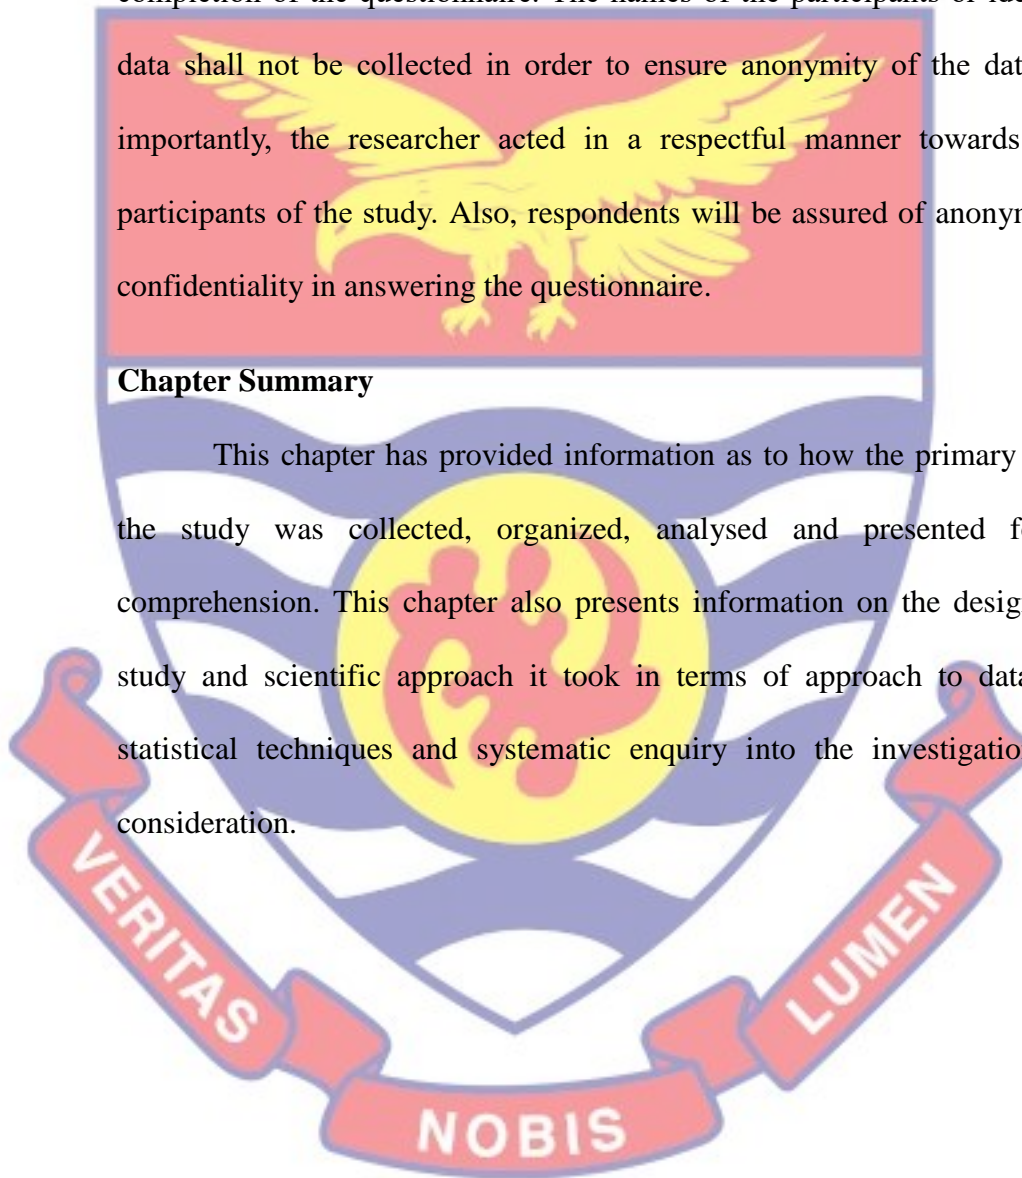 completion of the questionnaire. The names of the participants or
data shall not be collected in order to ensure anonymity of the
importantly, the researcher acted in a respectful manner towards
participants of the study. Also, respondents will be assured of
confidentiality in answering the questionnaire.
Chapter Summary
This chapter has provided information as to how the primary
the study was collected, organized, analysed and presented
comprehension. This chapter also presents information on the
study and scientific approach it took in terms of approach to data
statistical techniques and systematic enquiry into the
consideration.
VERITAS
NOBIS
LUMEN